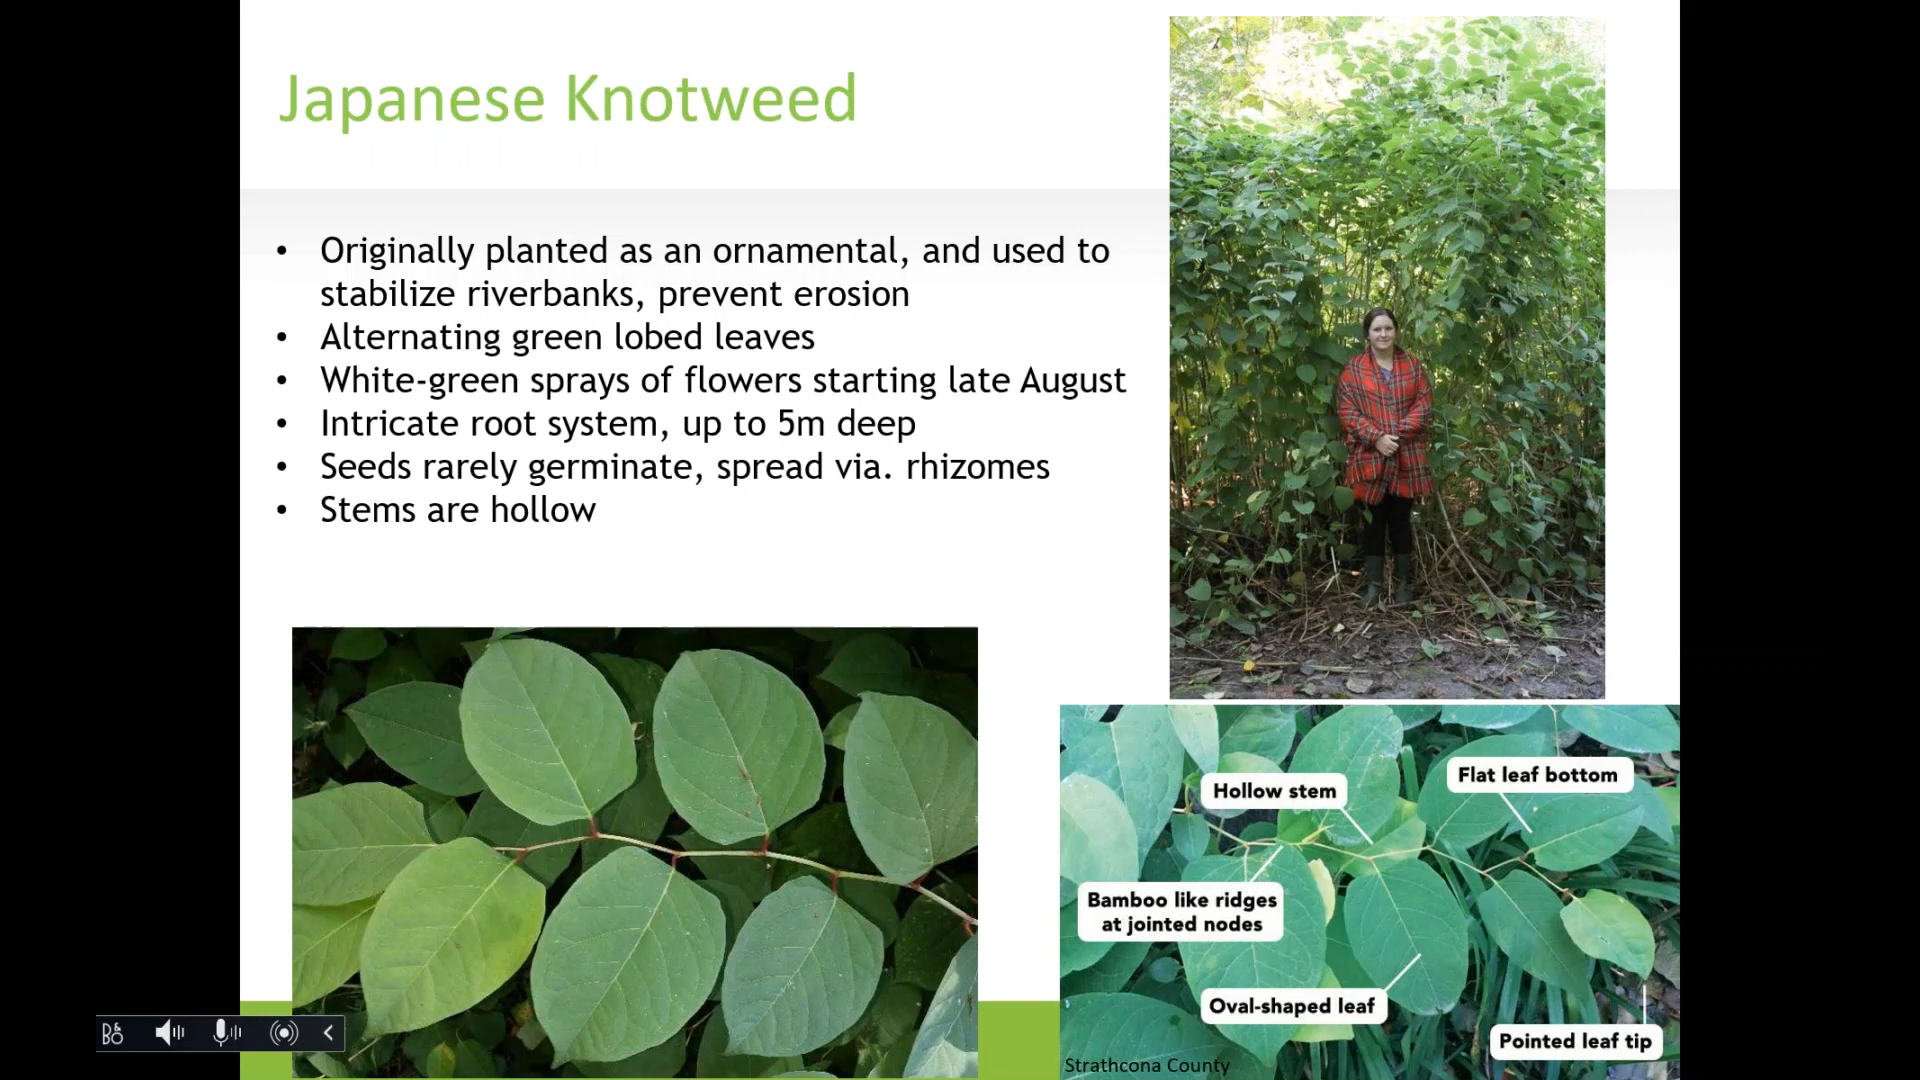 Japanese Knotweed
• Originally planted as an ornamental, and used to
stabilize riverbanks, prevent erosion
• Alternating green lobed leaves
• White-green sprays of flowers starting late August
• Intricate root system, up to 5m deep
• Seeds rarely germinate, spread via. rhizomes
• Stems are hollow
Hollow stem
Flat leaf bottom
Bamboo like ridges
at jointed nodes
Oval-shaped leaf
Pointed leaf tip
Strathcona County
B&O